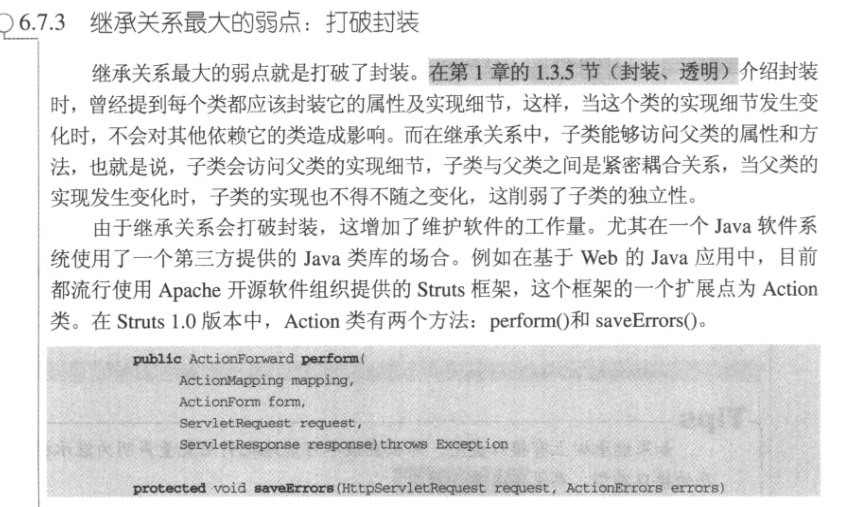 6.7.3 继承关系最大的弱点：打破封装
继承关系最大的弱点就是打破了封装。在第 1 章的 1.3.5 节（封装、透明）介绍封装
时，曾经提到每个类都应该封装它的属性及实现细节，这样，当这个类的实现细节发生变
化时，不会对其他依赖它的类造成影响。而在继承关系中，子类能够访问父类的属性和方
法，也就是说，子类会访问父类的实现细节，子类与父类之间是紧密耦合关系，当父类的
实现发生变化时，子类的实现也不得不随之变化，这削弱了子类的独立性。
由于继承关系会打破封装，这增加了维护软件的工作量。尤其在一个 Java 软件系
统使用了一个第三方提供的 Java 类库的场合。例如在基于 Web 的 Java 应用中，目前
都流行使用 Apache 开源软件组织提供的 Struts 框架，这个框架的一个扩展点为 Action
类。在 Struts 1.0 版本中，Action 类有两个方法：perform()和 saveErrors()。
public ActionForward perform(
ActionMapping mapping,
ActionForm form,
ServletRequest request,
ServletResponse response)throws Exception
protected void saveErrors(HttpServletRequest request, ActionErrors errors)